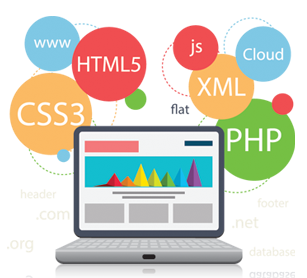 www
HTML5
js
Cloud
CSS3
XML
flat
PHP
header
footer
.com
.net
.org
database